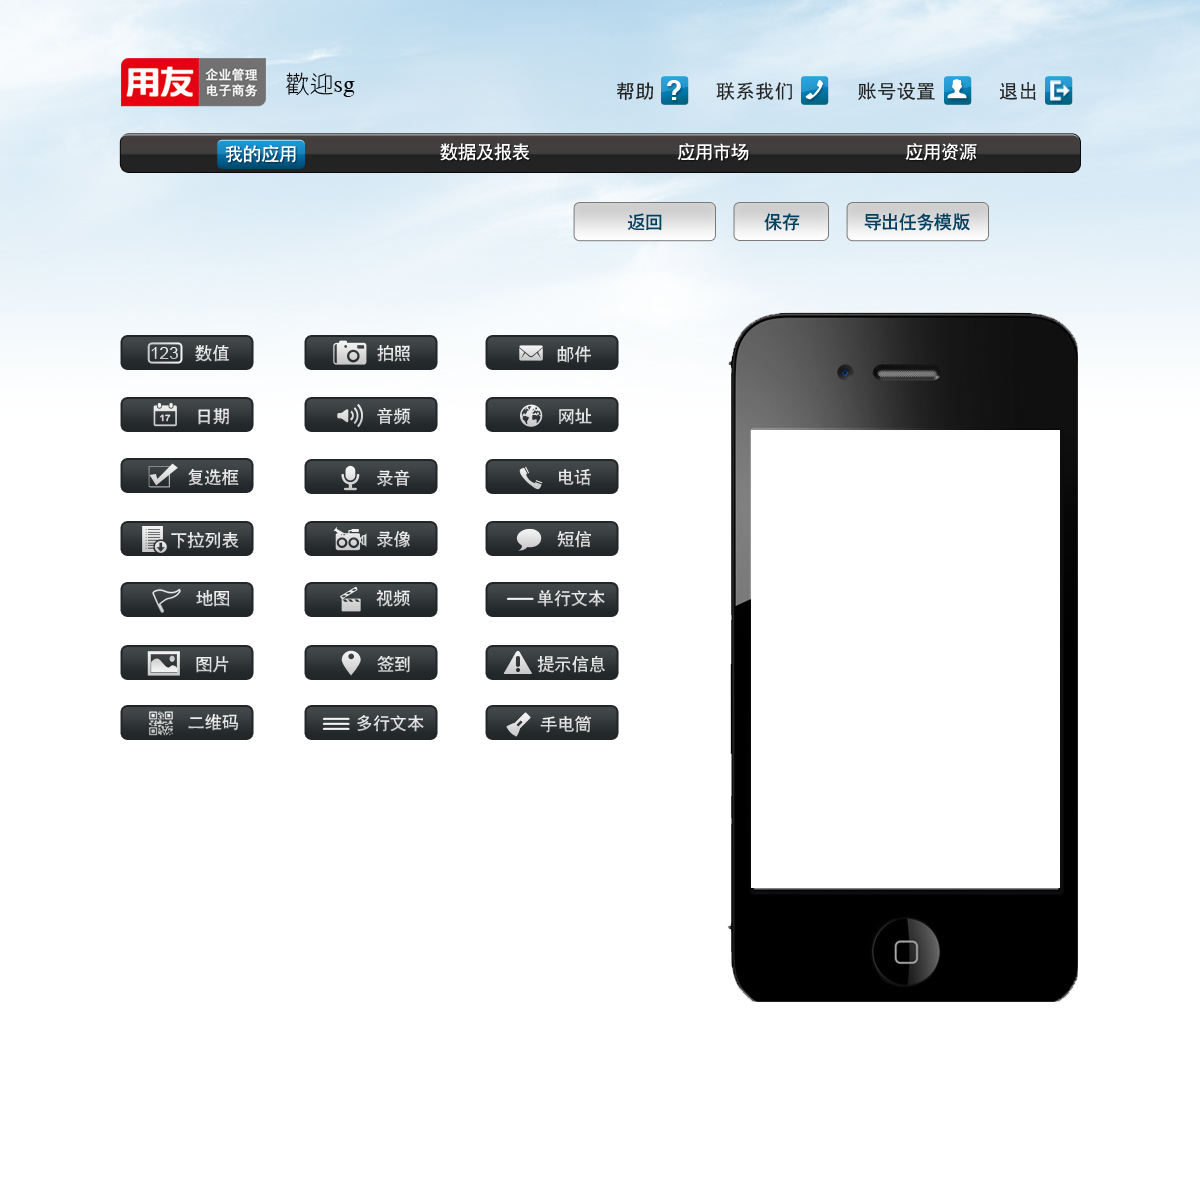 用友 企业管理
电子商务
歡迎sg
帮助 ? 联系我们 账号设置 退出
我的应用 数据及报表 应用市场 应用资源
返回 保存 导出任务模版
123 数值 拍照 邮件
17 日期 音频 网址
复选框 录音 电话
下拉列表 录像 短信
地图 视频 单行文本
图片 签到 提示信息
二维码 多行文本 手电筒